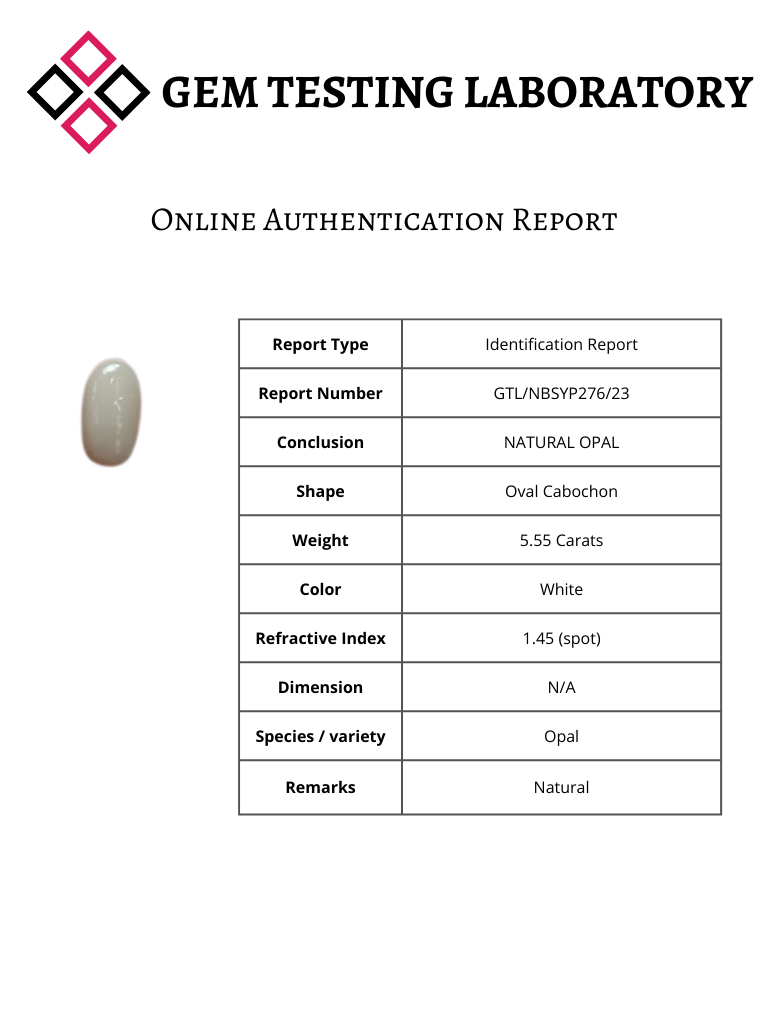 GEM TESTING LABORATORY
Online Authentication Report
Report Type Identification Report
Report Number GTL/NBSYP276/23
Conclusion NATURAL OPAL
Shape Oval Cabochon
Weight 5.55 Carats
Color White
Refractive Index 1.45 (spot)
Dimension N/A
Species / variety Opal
Remarks Natural